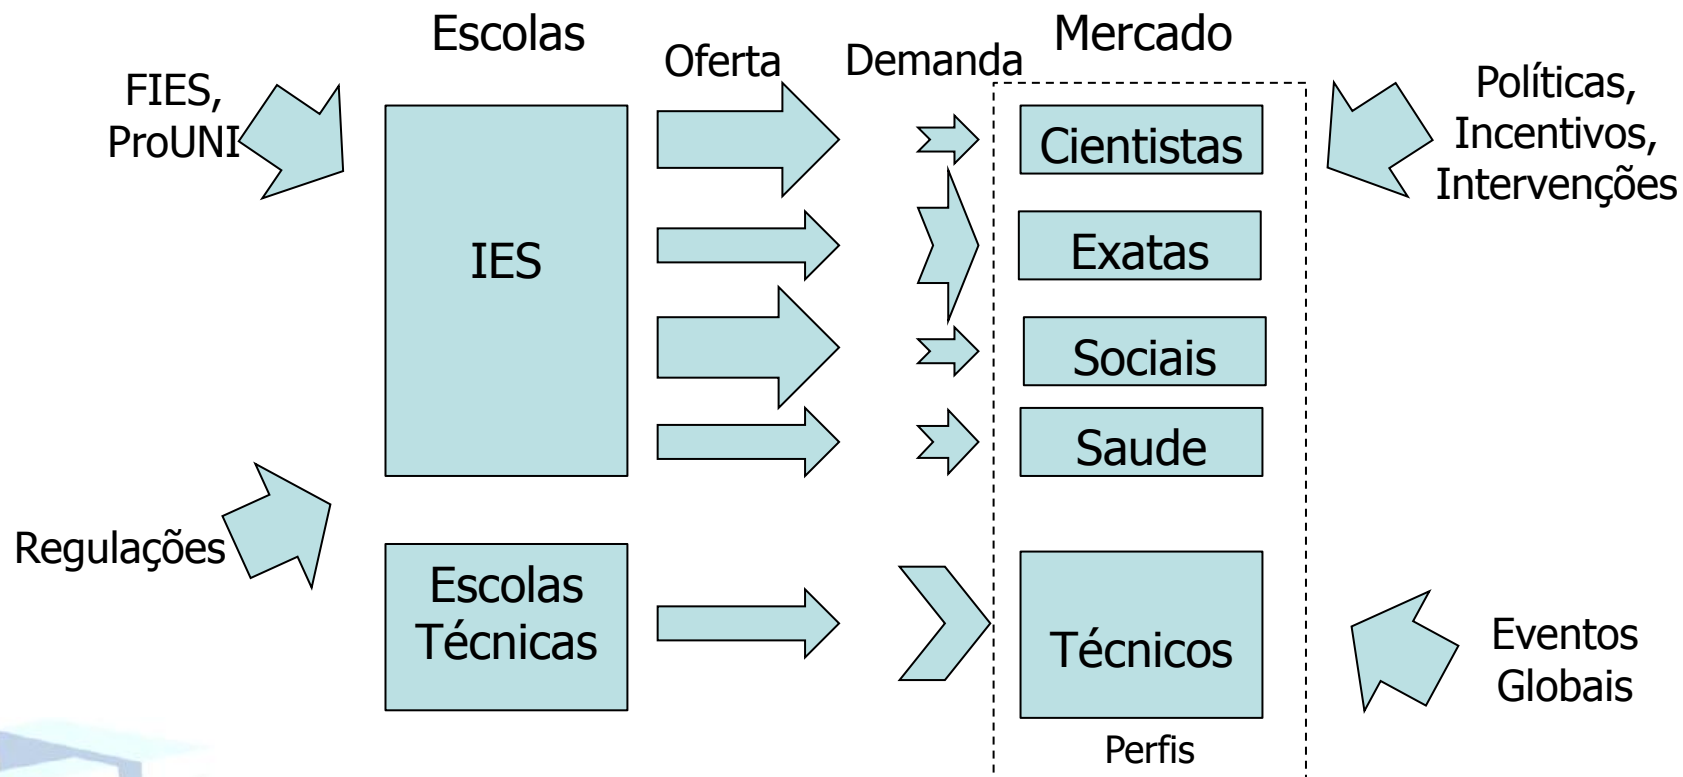 Escolas
Oferta
Demanda
Mercado
FIES,
ProUNI
IES
Cientistas
Exatas
Sociais
Saude
Políticas,
Incentivos,
Intervenções
Regulações
Escolas
Técnicas
Técnicos
Eventos
Globais
Perfis